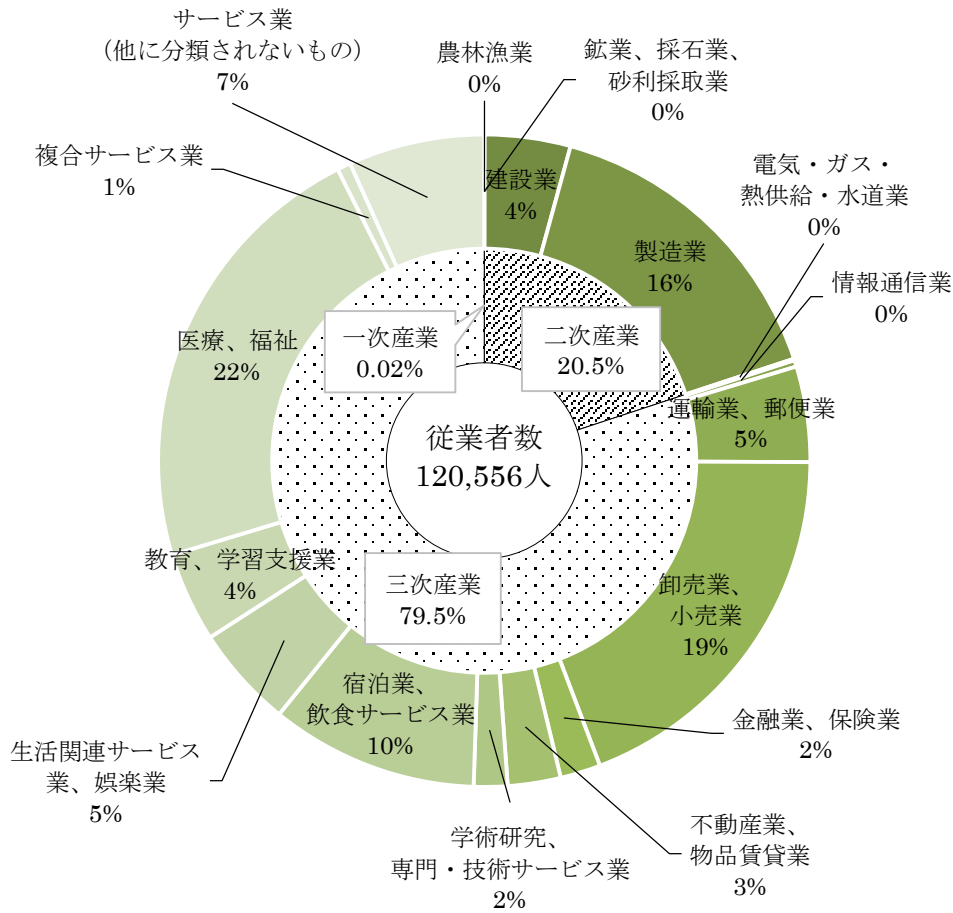 サービス業
（他に分類されないもの）
7%
農林漁業
0%
鉱業、採石業、
砂利採取業
0%
複合サービス業
1%
建設業
4%
電気・ガス・
熱供給・水道業
0%
製造業
16%
情報通信業
0%
医療、福祉
22%
一次産業
0.02%
二次産業
20.5%
運輸業、郵便業
5%
従業者数
120,556人
教育、学習支援業
4%
三次産業
79.5%
卸売業、
小売業
19%
宿泊業、
飲食サービス業
10%
金融業、保険業
2%
生活関連サービス
業、娯楽業
5%
学術研究、
専門・技術サービス業
2%
不動産業、
物品賃貸業
3%